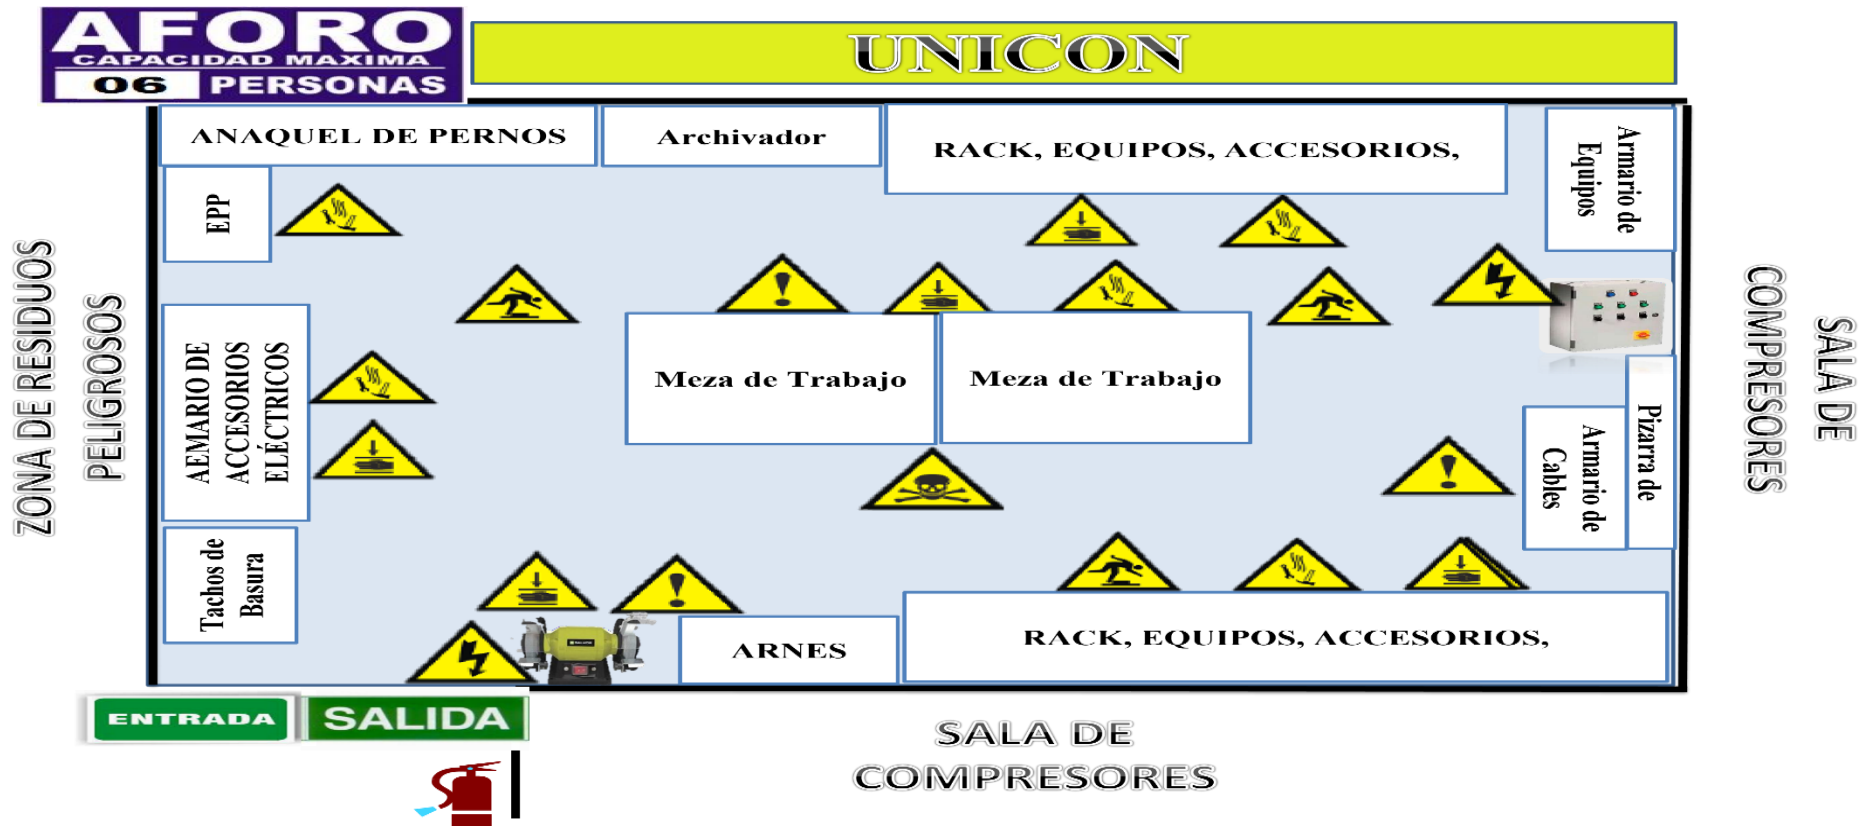 AFORO
CAPACIDAD MAXIMA
06 PERSONAS
UNICON
ANAQUEL DE PERNOS
Archivador
RACK, EQUIPOS, ACCESORIOS,
Armario de
Equipos
EPP
ZONA DE RESIDUOS
PELIGROSOS
AEMARIO DE
ACCESORIOS
ELÉCTRICOS
Meza de Trabajo
Meza de Trabajo
Pizarra de
Armario de
Cables
SALA DE
COMPRESORES
Tachos de
Basura
ARNES
RACK, EQUIPOS, ACCESORIOS,
ENTRADA
SALIDA
SALA DE
COMPRESORES